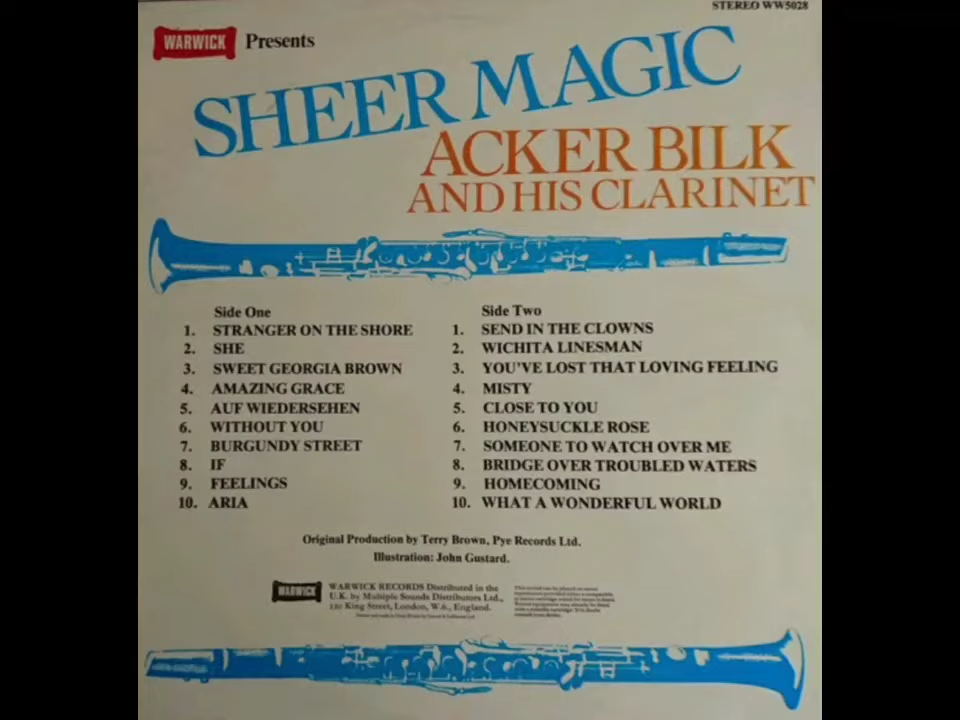 STEREO WW5028
WARWICK Presents
SHEER MAGIC
ACKER BILK
AND HIS CLARINET
Side One
1. STRANGER ON THE SHORE
2. SHE
3. SWEET GEORGIA BROWN
4. AMAZING GRACE
5. AUF WIEDERSEHEN
6. WITHOUT YOU
7. BURGUNDY STREET
8. IF
9. FEELINGS
10. ARIA
Side Two
1. SEND IN THE CLOWNS
2. WICHITA LINESMAN
3. YOU'VE LOST THAT LOVING FEELING
4. MISTY
5. CLOSE TO YOU
6. HONEYSUCKLE ROSE
7. SOMEONE TO WATCH OVER ME
8. BRIDGE OVER TROUBLED WATERS
9. HOMECOMING
10. WHAT A WONDERFUL WORLD
Original Production by Terry Brown, Pye Records Ltd.
Illustration: John Gustard.
WARWICK
WARWICK RECORDS Distributed in the
U.K. by Multiple Sounds Distributors Ltd.,
120 King Street, London, W.6., England.